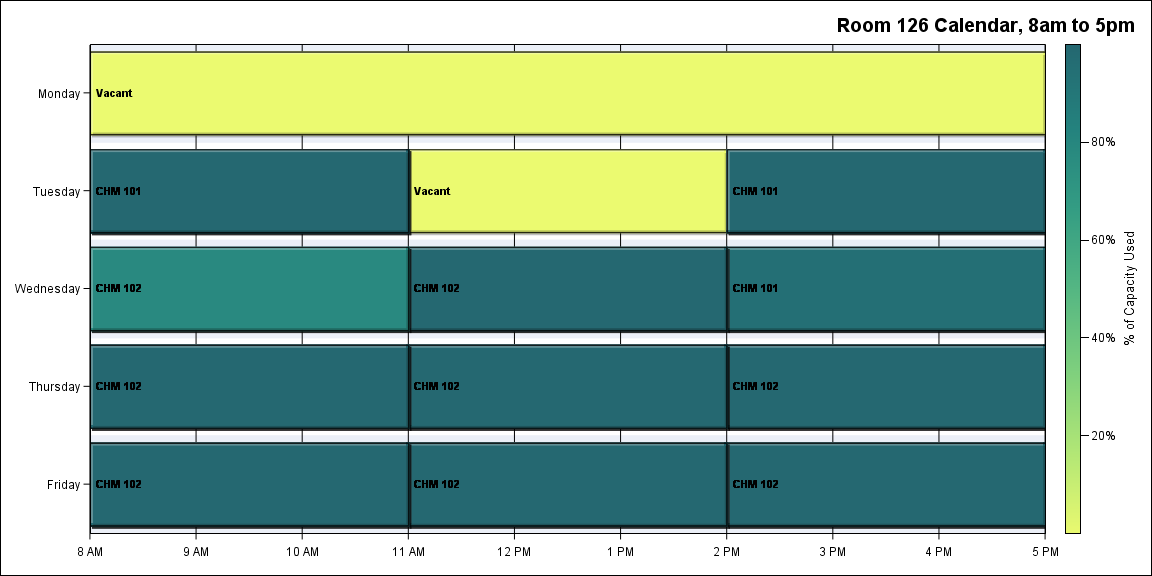 Room 126 Calendar, 8am to 5pm
Monday
Vacant
Tuesday
CHM 101
Vacant
CHM 101
Wednesday
CHM 102
CHM 102
CHM 101
Thursday
CHM 102
CHM 102
CHM 102
Friday
CHM 102
CHM 102
CHM 102
8 AM
9 AM
10 AM
11 AM
12 PM
1 PM
2 PM
3 PM
4 PM
5 PM
80%
60%
40%
20%
% of Capacity Used